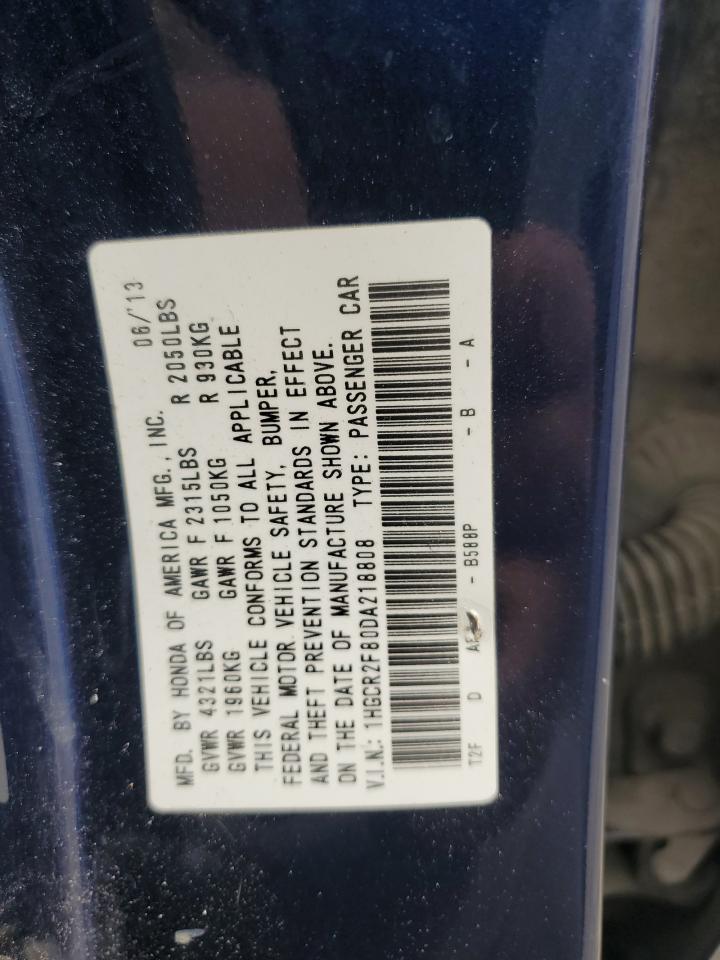 MFD. BY HONDA OF AMERICA MFG., INC. 06/'13
GVWR 4321LBS GAWR F 2315LBS R 2050LBS
GVWR 1960KG GAWR F 1050KG R 930KG
THIS VEHICLE CONFORMS TO ALL APPLICABLE
FEDERAL MOTOR VEHICLE SAFETY, BUMPER,
AND THEFT PREVENTION STANDARDS IN EFFECT
ON THE DATE OF MANUFACTURE SHOWN ABOVE.
V.I.N.: 1HGCR2F80DA218808 TYPE: PASSENGER CAR
T2F D - B588P - B - A